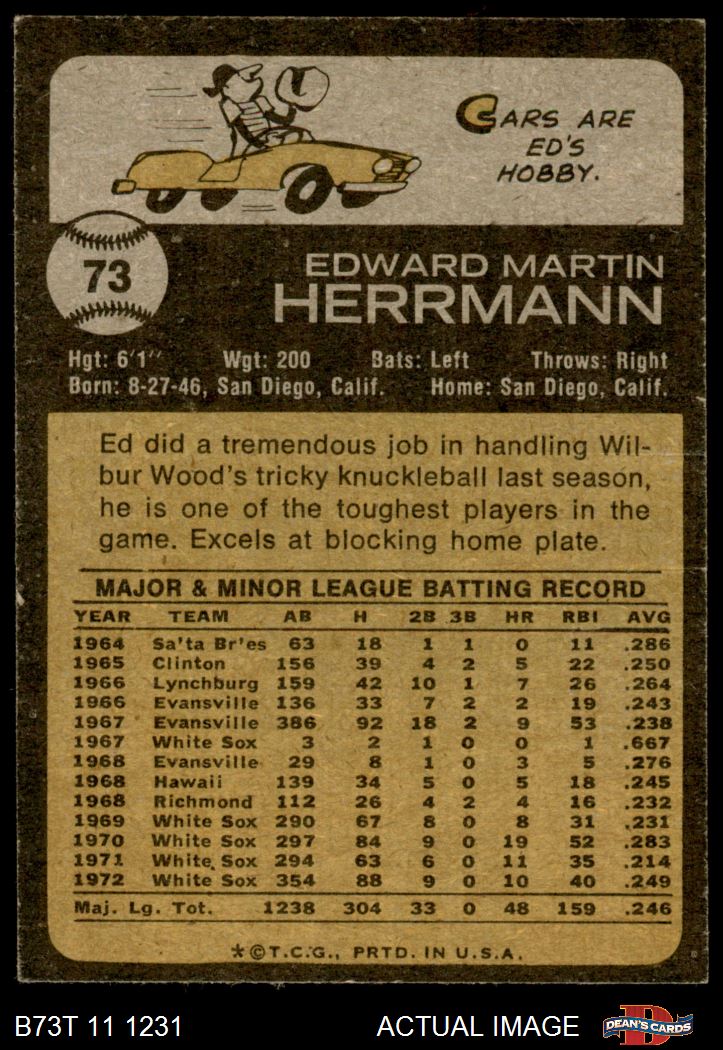 CARS ARE
ED'S
HOBBY.
73
EDWARD MARTIN
HERRMANN
Hgt: 6'1" Wgt: 200 Bats: Left Throws: Right
Born: 8-27-46, San Diego, Calif. Home: San Diego, Calif.
Ed did a tremendous job in handling Wil-
bur Wood's tricky knuckleball last season,
he is one of the toughest players in the
game. Excels at blocking home plate.
MAJOR & MINOR LEAGUE BATTING RECORD
YEAR TEAM AB H 2B 3B HR RBI AVG
1964 Sa'ta Br'es 63 18 1 1 0 11 .286
1965 Clinton 156 39 4 2 5 22 .250
1966 Lynchburg 159 42 10 1 7 26 .264
1966 Evansville 136 33 7 2 2 19 .243
1967 Evansville 386 92 18 2 9 53 .238
1967 White Sox 3 2 1 0 0 1 .667
1968 Evansville 29 8 1 0 3 5 .276
1968 Hawaii 139 34 5 0 5 18 .245
1968 Richmond 112 26 4 2 4 16 .232
1969 White Sox 290 67 8 0 8 31 .231
1970 White Sox 297 84 9 0 19 52 .283
1971 White Sox 294 63 6 0 11 35 .214
1972 White Sox 354 88 9 0 10 40 .249
Maj. Lg. Tot. 1238 304 33 0 48 159 .246
*©T.C.G., PRTD. IN U.S.A.
B73T 11 1231 ACTUAL IMAGE D DEAN'S CARDS